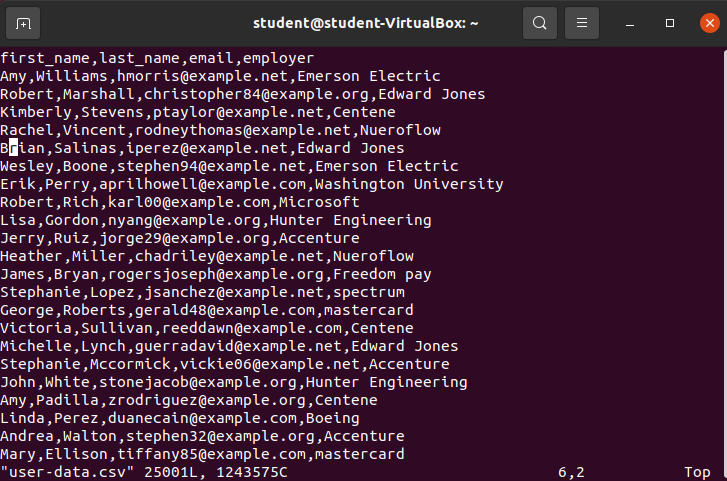 student@student-VirtualBox: ~
first_name,last_name,email,employer
Amy,Williams,hmorris@example.net,Emerson Electric
Robert,Marshall,christopher84@example.org,Edward Jones
Kimberly,Stevens,ptaylor@example.net,Centene
Rachel,Vincent,rodneythomas@example.net,Nueroflow
Brian,Salinas,iperez@example.net,Edward Jones
Wesley,Boone,stephen94@example.net,Emerson Electric
Erik,Perry,aprilhowell@example.com,Washington University
Robert,Rich,karl00@example.com,Microsoft
Lisa,Gordon,nyang@example.org,Hunter Engineering
Jerry,Ruiz,jorge29@example.org,Accenture
Heather,Miller,chadriley@example.net,Nueroflow
James,Bryan,rogersjoseph@example.org,Freedom pay
Stephanie,Lopez,jsanchez@example.net,spectrum
George,Roberts,gerald48@example.com,mastercard
Victoria,Sullivan,reeddawn@example.com,Centene
Michelle,Lynch,guerradavid@example.net,Edward Jones
Stephanie,Mccormick,vickie06@example.net,Accenture
John,White,stonejacob@example.org,Hunter Engineering
Amy,Padilla,zrodriguez@example.org,Centene
Linda,Perez,duanecain@example.com,Boeing
Andrea,Walton,stephen32@example.org,Accenture
Mary,Ellison,tiffany85@example.com,mastercard
"user-data.csv" 25001L, 1243575C 6,2 Top